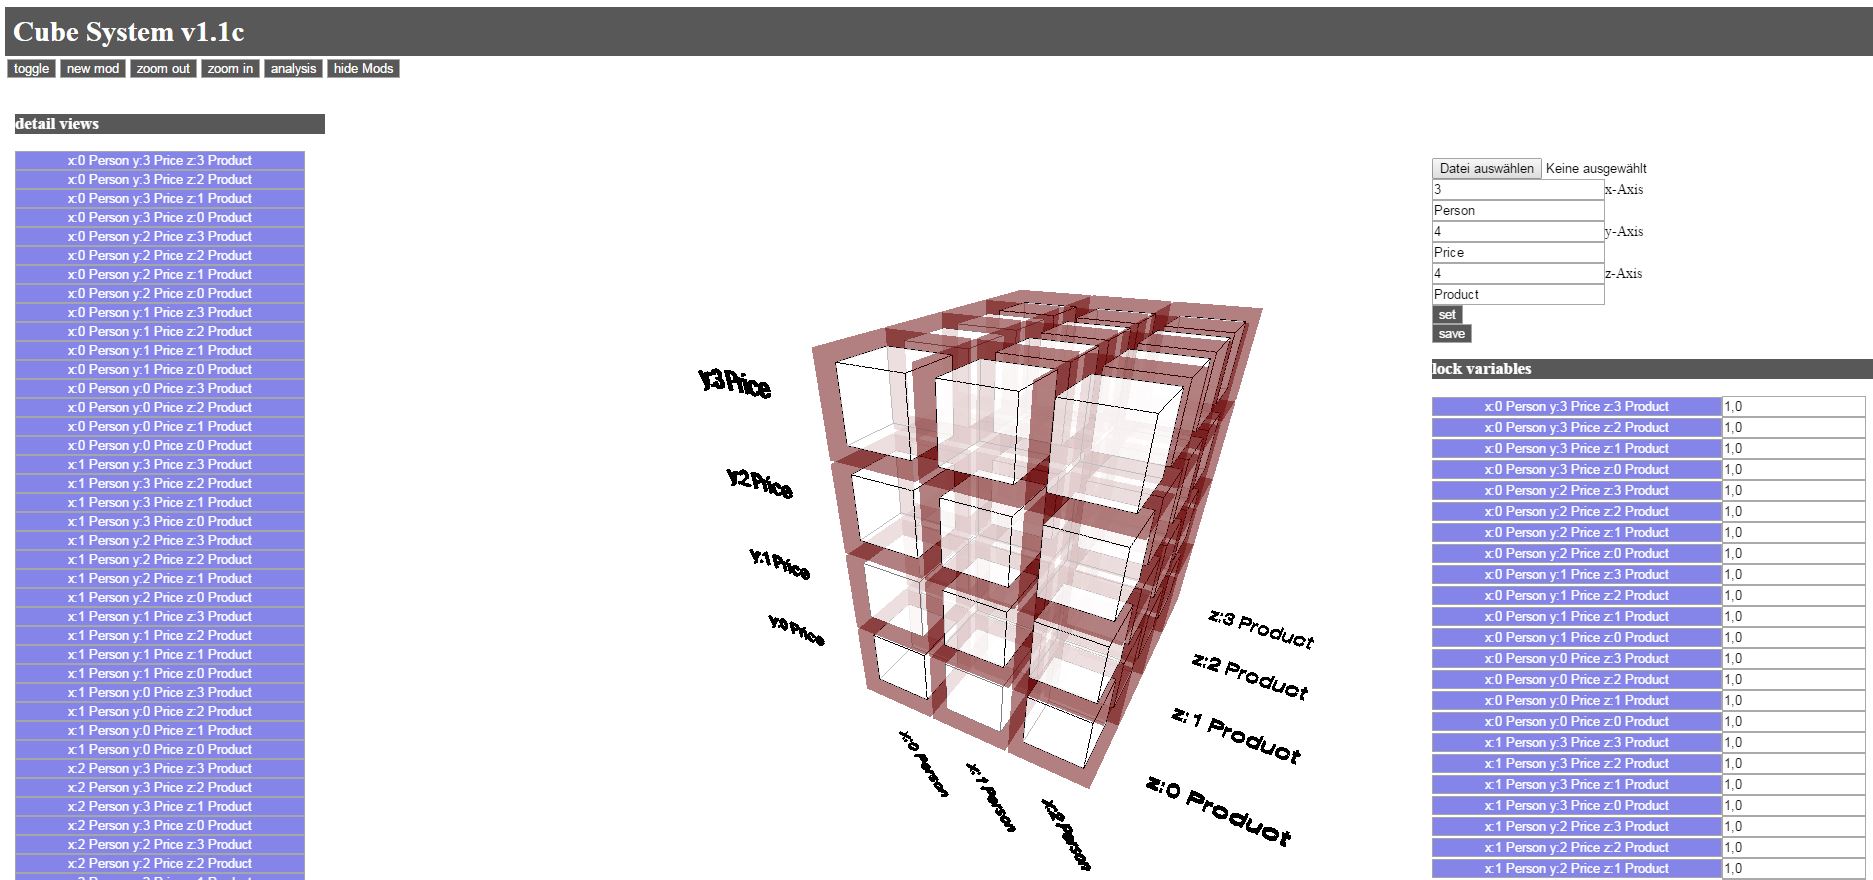 Cube System v1.1c
toggle new mod zoom out zoom in analysis hide Mods
detail views
x:0 Person y:3 Price z:3 Product
x:0 Person y:3 Price z:2 Product
x:0 Person y:3 Price z:1 Product
x:0 Person y:3 Price z:0 Product
x:0 Person y:2 Price z:3 Product
x:0 Person y:2 Price z:2 Product
x:0 Person y:2 Price z:1 Product
x:0 Person y:2 Price z:0 Product
x:0 Person y:1 Price z:3 Product
x:0 Person y:1 Price z:2 Product
x:0 Person y:1 Price z:1 Product
x:0 Person y:1 Price z:0 Product
x:0 Person y:0 Price z:3 Product
x:0 Person y:0 Price z:2 Product
x:0 Person y:0 Price z:1 Product
x:0 Person y:0 Price z:0 Product
x:1 Person y:3 Price z:3 Product
x:1 Person y:3 Price z:2 Product
x:1 Person y:3 Price z:1 Product
x:1 Person y:3 Price z:0 Product
x:1 Person y:2 Price z:3 Product
x:1 Person y:2 Price z:2 Product
x:1 Person y:2 Price z:1 Product
x:1 Person y:2 Price z:0 Product
x:1 Person y:1 Price z:3 Product
x:1 Person y:1 Price z:2 Product
x:1 Person y:1 Price z:1 Product
x:1 Person y:1 Price z:0 Product
x:1 Person y:0 Price z:3 Product
x:1 Person y:0 Price z:2 Product
x:1 Person y:0 Price z:1 Product
x:1 Person y:0 Price z:0 Product
x:2 Person y:3 Price z:3 Product
x:2 Person y:3 Price z:2 Product
x:2 Person y:3 Price z:1 Product
x:2 Person y:3 Price z:0 Product
x:2 Person y:2 Price z:3 Product
x:2 Person y:2 Price z:2 Product
y:3 Price
y:2 Price
y:1 Price
y:0 Price
x:0 Person
x:1 Person
x:2 Person
z:3 Product
z:2 Product
z:1 Product
z:0 Product
Datei auswählen Keine ausgewählt
3 x-Axis
Person
4 y-Axis
Price
4 z-Axis
Product
set
save
lock variables
x:0 Person y:3 Price z:3 Product 1,0
x:0 Person y:3 Price z:2 Product 1,0
x:0 Person y:3 Price z:1 Product 1,0
x:0 Person y:3 Price z:0 Product 1,0
x:0 Person y:2 Price z:3 Product 1,0
x:0 Person y:2 Price z:2 Product 1,0
x:0 Person y:2 Price z:1 Product 1,0
x:0 Person y:2 Price z:0 Product 1,0
x:0 Person y:1 Price z:3 Product 1,0
x:0 Person y:1 Price z:2 Product 1,0
x:0 Person y:1 Price z:1 Product 1,0
x:0 Person y:1 Price z:0 Product 1,0
x:0 Person y:0 Price z:3 Product 1,0
x:0 Person y:0 Price z:2 Product 1,0
x:0 Person y:0 Price z:1 Product 1,0
x:0 Person y:0 Price z:0 Product 1,0
x:1 Person y:3 Price z:3 Product 1,0
x:1 Person y:3 Price z:2 Product 1,0
x:1 Person y:3 Price z:1 Product 1,0
x:1 Person y:3 Price z:0 Product 1,0
x:1 Person y:2 Price z:3 Product 1,0
x:1 Person y:2 Price z:2 Product 1,0
x:1 Person y:2 Price z:1 Product 1,0